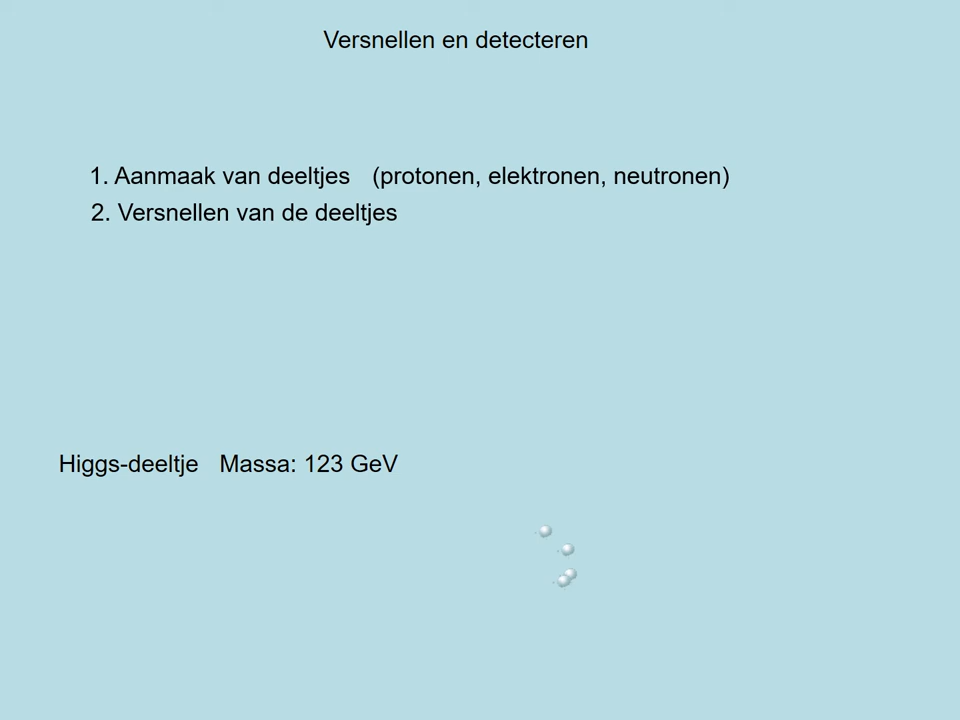 Versnellen en detecteren
1. Aanmaak van deeltjes (protonen, elektronen, neutronen)
2. Versnellen van de deeltjes
Higgs-deeltje Massa: 123 GeV